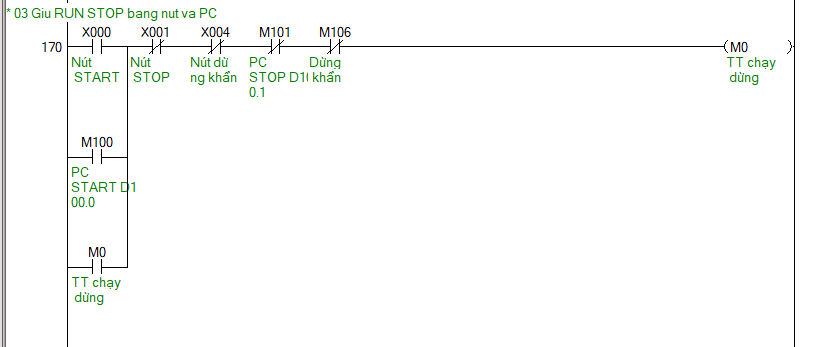 * 03 Giu RUN STOP bang nut va PC
X000 X001 X004 M101 M106
170 M0
Nút Nút Nút dừ PC Dừng TT chạy
START STOP ng khẩn STOP D10 khẩn dừng
0.1
M100
PC
START D1
00.0
M0
TT chạy
dừng